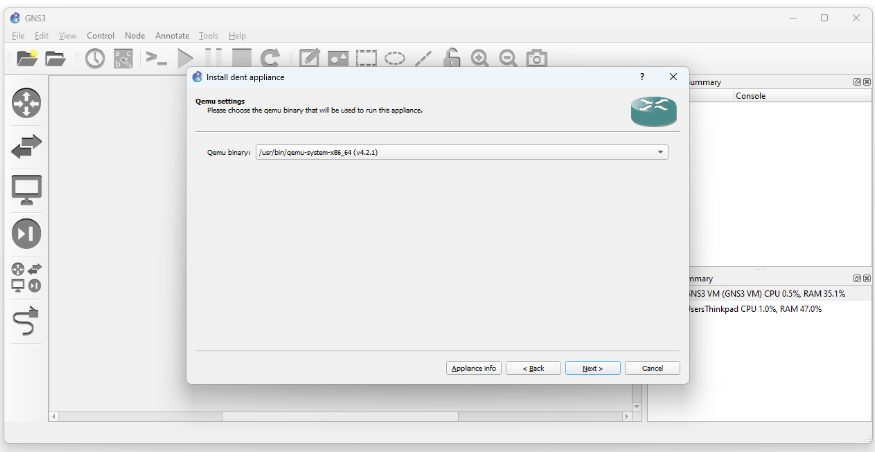 GNS3
File Edit View Control Node Annotate Tools Help
Install dent appliance
?
Qemu settings
Please choose the qemu binary that will be used to run this appliance.
Qemu binary: /usr/bin/qemu-system-x86_64 (v4.2.1)
Appliance info
< Back
Next >
Cancel
ummary
Console
mmary
GNS3 VM (GNS3 VM) CPU 0.5%, RAM 35.1%
UsersThinkpad CPU 1.0%, RAM 47.0%